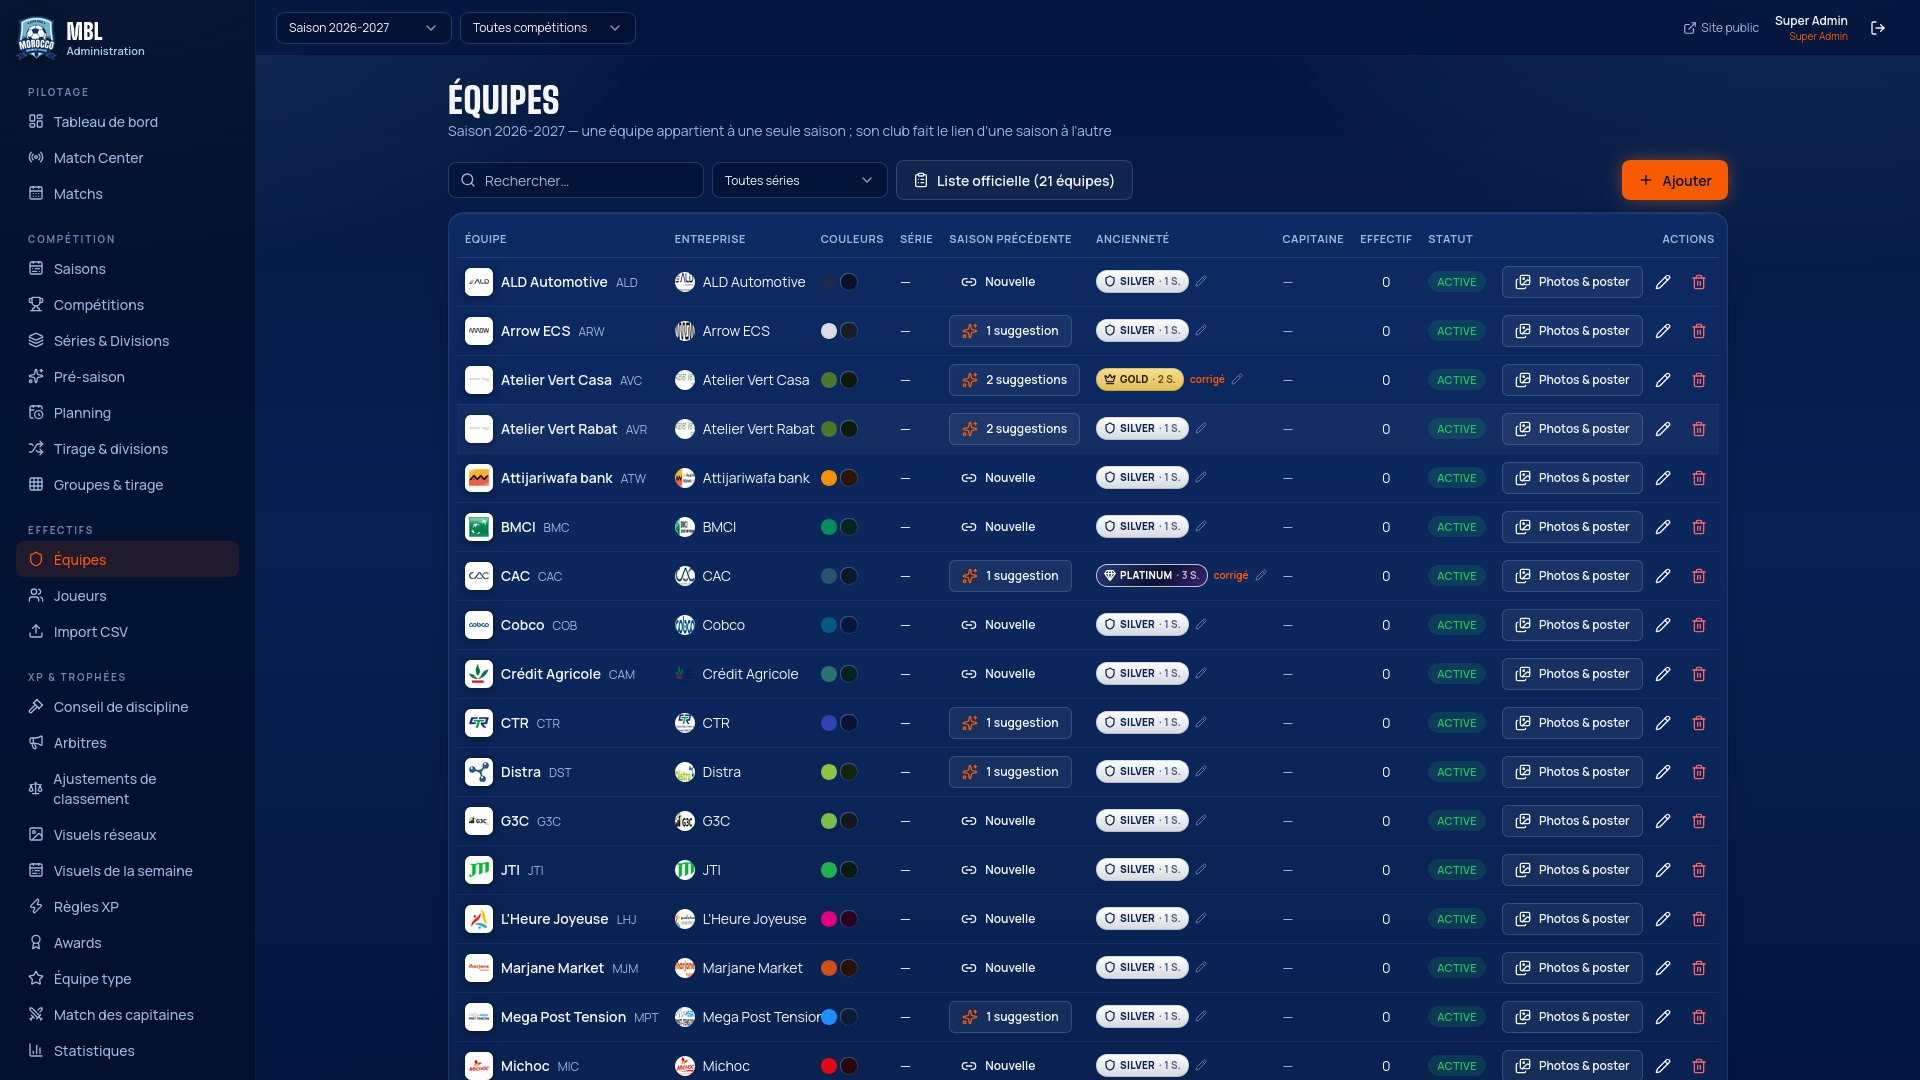 MBL
Administration
PILOTAGE
Tableau de bord
Match Center
Matchs
COMPÉTITION
Saisons
Compétitions
Séries & Divisions
Pré-saison
Planning
Tirage & divisions
Groupes & tirage
EFFECTIFS
Équipes
Joueurs
Import CSV
XP & TROPHÉES
Conseil de discipline
Arbitres
Ajustements de
classement
Visuels réseaux
Visuels de la semaine
Règles XP
Awards
Équipe type
Match des capitaines
Statistiques
Saison 2026-2027
Toutes compétitions
Site public
Super Admin
Super Admin
ÉQUIPES
Saison 2026-2027 — une équipe appartient à une seule saison ; son club fait le lien d'une saison à l'autre
Rechercher...
Toutes séries
Liste officielle (21 équipes)
Ajouter
ÉQUIPE ENTREPRISE COULEURS SÉRIE SAISON PRÉCÉDENTE ANCIENNETÉ CAPITAINE EFFECTIF STATUT ACTIONS
ALD Automotive ALD ALD Automotive — Nouvelle SILVER · 1 S. — 0 ACTIVE Photos & poster
Arrow ECS ARW Arrow ECS — 1 suggestion SILVER · 1 S. — 0 ACTIVE Photos & poster
Atelier Vert Casa AVC Atelier Vert Casa — 2 suggestions GOLD · 2 S. corrigé — 0 ACTIVE Photos & poster
Atelier Vert Rabat AVR Atelier Vert Rabat — 2 suggestions SILVER · 1 S. — 0 ACTIVE Photos & poster
Attijariwafa bank ATW Attijariwafa bank — Nouvelle SILVER · 1 S. — 0 ACTIVE Photos & poster
BMCI BMC BMCI — Nouvelle SILVER · 1 S. — 0 ACTIVE Photos & poster
CAC CAC CAC — 1 suggestion PLATINUM · 3 S. corrigé — 0 ACTIVE Photos & poster
Cobco COB Cobco — Nouvelle SILVER · 1 S. — 0 ACTIVE Photos & poster
Crédit Agricole CAM Crédit Agricole — Nouvelle SILVER · 1 S. — 0 ACTIVE Photos & poster
CTR CTR CTR — 1 suggestion SILVER · 1 S. — 0 ACTIVE Photos & poster
Distra DST Distra — 1 suggestion SILVER · 1 S. — 0 ACTIVE Photos & poster
G3C G3C G3C — Nouvelle SILVER · 1 S. — 0 ACTIVE Photos & poster
JTI JTI JTI — Nouvelle SILVER · 1 S. — 0 ACTIVE Photos & poster
L'Heure Joyeuse LHJ L'Heure Joyeuse — Nouvelle SILVER · 1 S. — 0 ACTIVE Photos & poster
Marjane Market MJM Marjane Market — Nouvelle SILVER · 1 S. — 0 ACTIVE Photos & poster
Mega Post Tension MPT Mega Post Tension — 1 suggestion SILVER · 1 S. — 0 ACTIVE Photos & poster
Michoc MIC Michoc — Nouvelle SILVER · 1 S. — 0 ACTIVE Photos & poster